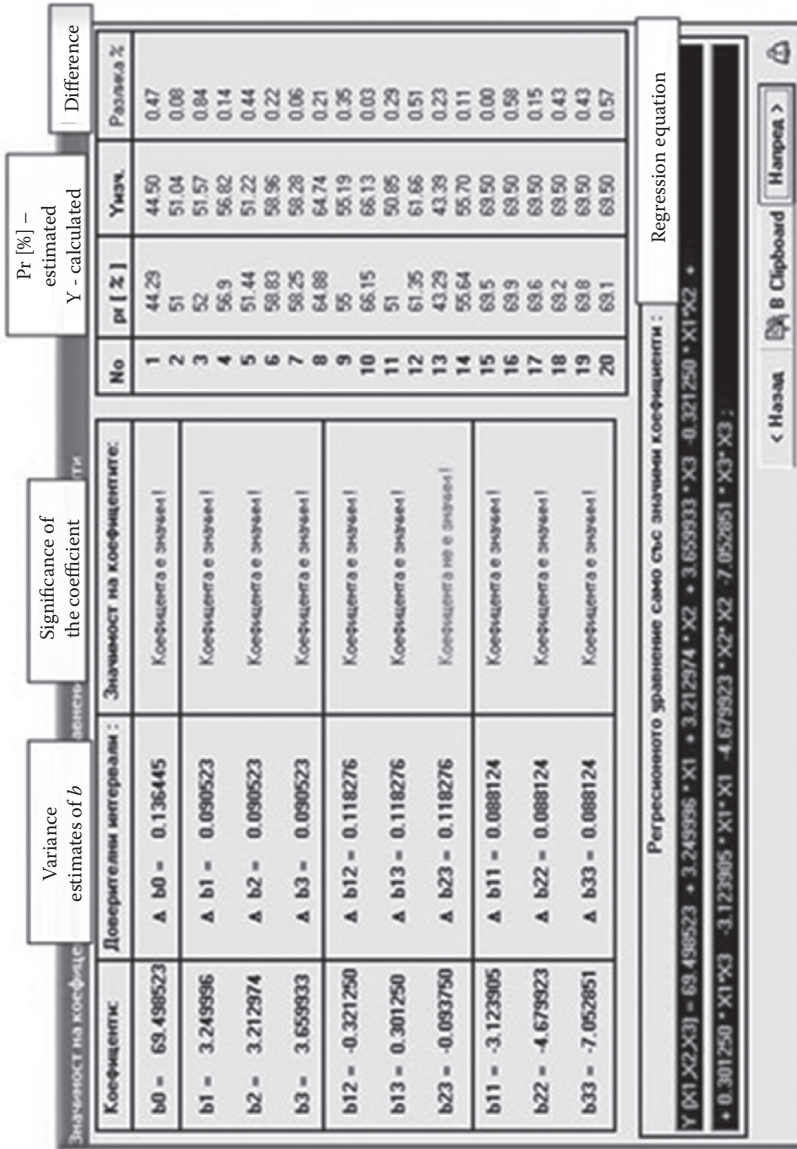 Variance
estimates of b
Significance of
the coefficient
Pr [%] –
estimated
Y - calculated
Difference
Значимост на коефице
Коефиценти:
Доверителни интервали :
Значимост на коефицентите:
b0 = 69.498523 Δ b0 = 0.136445 Коефицента е значим !
b1 = 3.249996 Δ b1 = 0.090523 Коефицента е значим !
b2 = 3.212974 Δ b2 = 0.090523 Коефицента е значим !
b3 = 3.659933 Δ b3 = 0.090523 Коефицента е значим !
b12 = -0.321250 Δ b12 = 0.118276 Коефицента е значим !
b13 = 0.301250 Δ b13 = 0.118276 Коефицента е значим !
b23 = -0.093750 Δ b23 = 0.118276 Коефицента не е значим !
b11 = -3.123905 Δ b11 = 0.088124 Коефицента е значим !
b22 = -4.679923 Δ b22 = 0.088124 Коефицента е значим !
b33 = -7.052851 Δ b33 = 0.088124 Коефицента е значим !
No pr [ % ] Yизч. Разлика %
1 44.29 44.50 0.47
2 51 51.04 0.08
3 52 51.57 0.84
4 56.9 56.82 0.14
5 51.44 51.22 0.44
6 58.83 58.96 0.22
7 58.25 58.28 0.06
8 64.88 64.74 0.21
9 55 55.19 0.35
10 66.15 66.13 0.03
11 51 50.85 0.29
12 61.35 61.66 0.51
13 43.29 43.39 0.23
14 55.64 55.70 0.11
15 69.5 69.50 0.00
16 69.9 69.50 0.58
17 69.6 69.50 0.15
18 69.2 69.50 0.43
19 69.8 69.50 0.43
20 69.1 69.50 0.57
Регресионното уравнение само със значими коефициенти :
Regression equation
Y (X1,X2,X3) = 69.498523 + 3.249996 * X1 + 3.212974 * X2 + 3.659933 * X3 -0.321250 * X1*X2 +
+ 0.301250 * X1*X3 -3.123905 * X1* X1 -4.679923 * X2* X2 -7.052851 * X3* X3 ;
< Назад
В Clipboard
Напред >